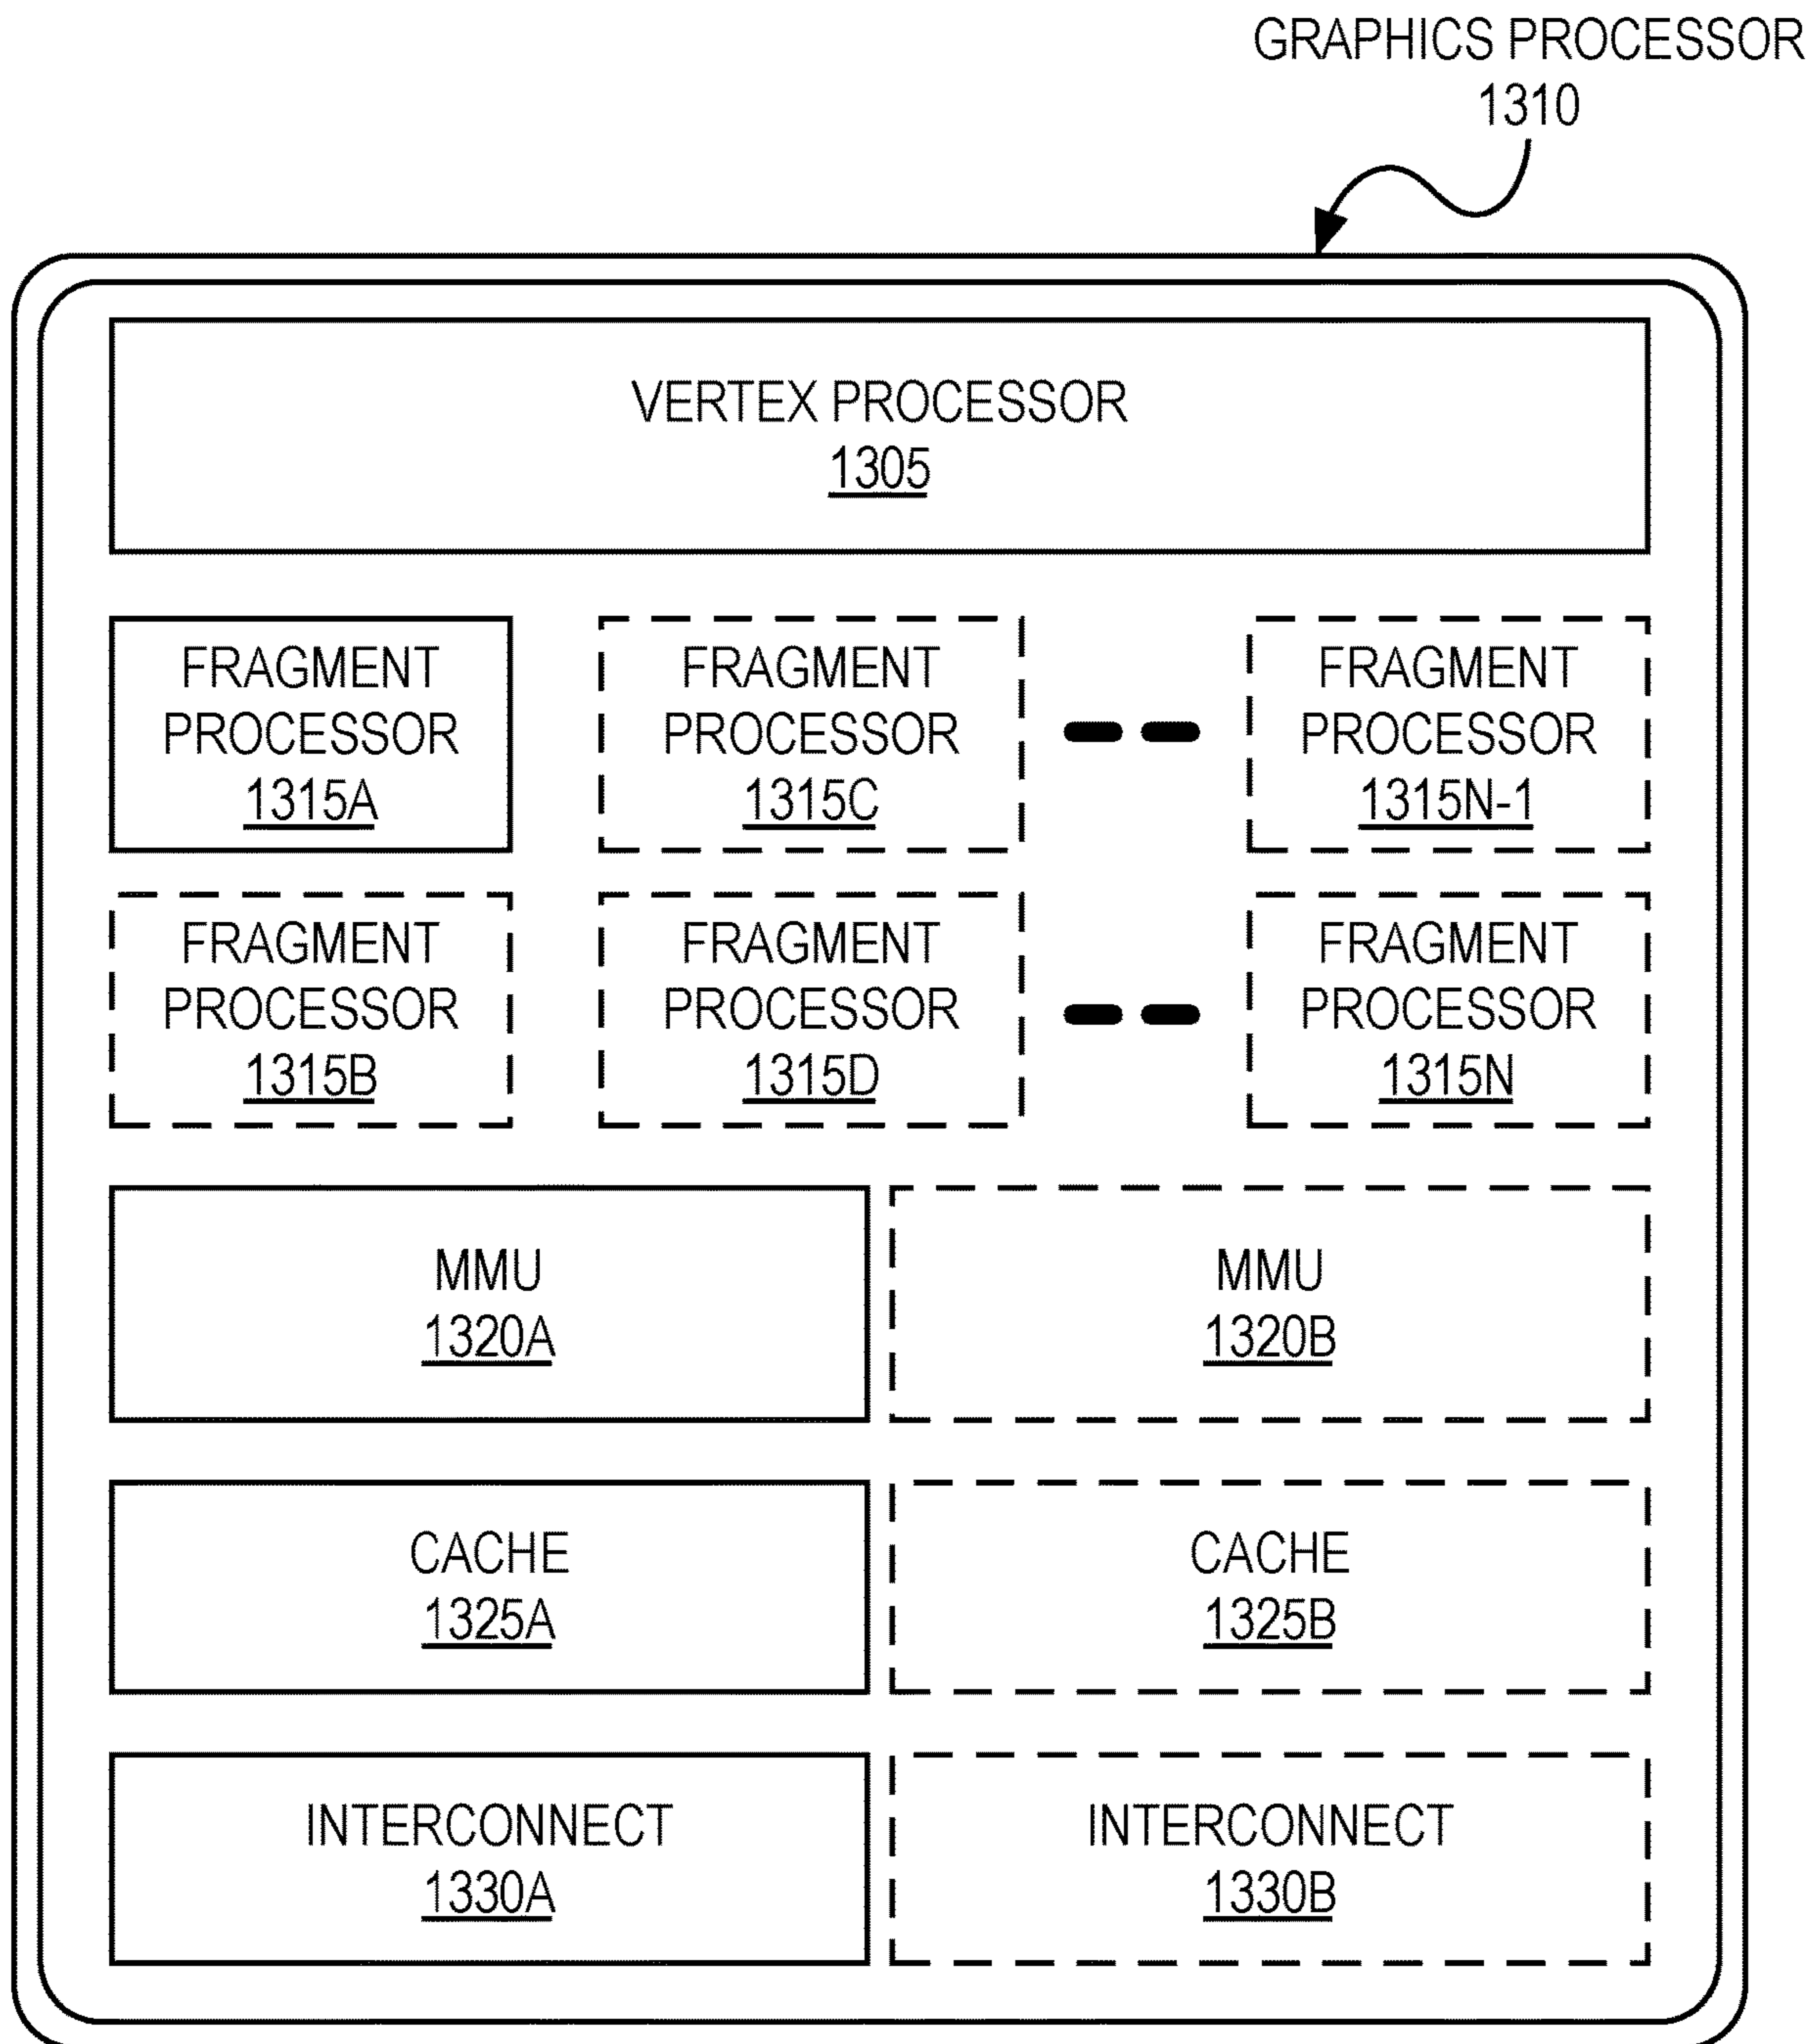 GRAPHICS PROCESSOR
1310
VERTEX PROCESSOR
1305
FRAGMENT
PROCESSOR
1315A
FRAGMENT
PROCESSOR
1315C
FRAGMENT
PROCESSOR
1315N-1
FRAGMENT
PROCESSOR
1315B
FRAGMENT
PROCESSOR
1315D
FRAGMENT
PROCESSOR
1315N
MMU
1320A
MMU
1320B
CACHE
1325A
CACHE
1325B
INTERCONNECT
1330A
INTERCONNECT
1330B